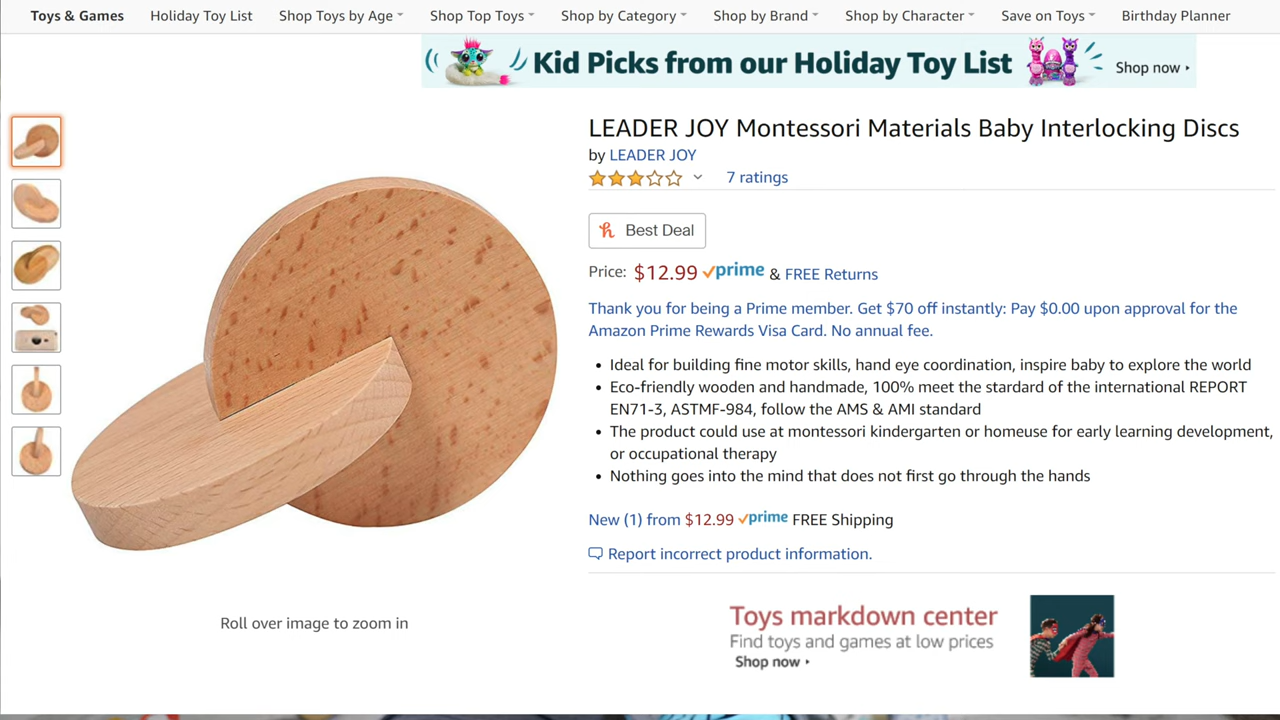 Toys & Games Holiday Toy List Shop Toys by Age Shop Top Toys Shop by Category Shop by Brand Shop by Character Save on Toys Birthday Planner
Kid Picks from our Holiday Toy List Shop now
LEADER JOY Montessori Materials Baby Interlocking Discs
by LEADER JOY
7 ratings
Best Deal
Price: $12.99 prime & FREE Returns
Thank you for being a Prime member. Get $70 off instantly: Pay $0.00 upon approval for the
Amazon Prime Rewards Visa Card. No annual fee.
• Ideal for building fine motor skills, hand eye coordination, inspire baby to explore the world
• Eco-friendly wooden and handmade, 100% meet the stardard of the international REPORT
EN71-3, ASTMF-984, follow the AMS & AMI standard
• The product could use at montessori kindergarten or homeuse for early learning development,
or occupational therapy
• Nothing goes into the mind that does not first go through the hands
New (1) from $12.99 prime FREE Shipping
Report incorrect product information.
Roll over image to zoom in
Toys markdown center
Find toys and games at low prices
Shop now